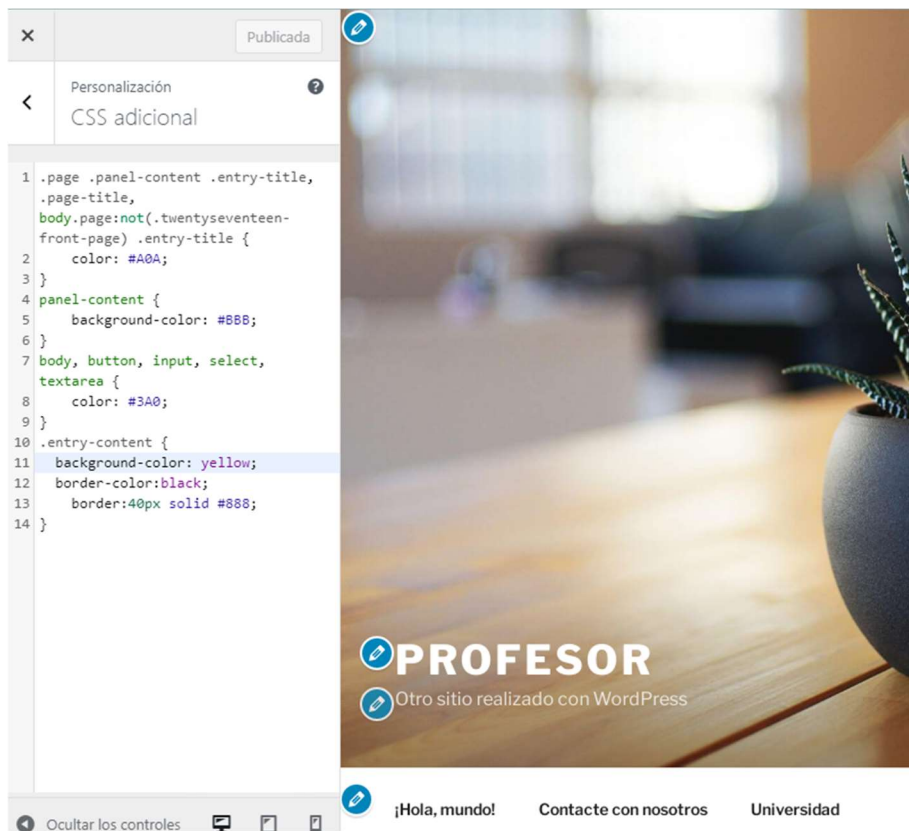 Publicada
Personalización
CSS adicional
1 .page .panel-content .entry-title,
.page-title,
body.page:not(.twentyseventeen-
front-page) .entry-title {
2 color: #A0A;
3 }
4 panel-content {
5 background-color: #BBB;
6 }
7 body, button, input, select,
textarea {
8 color: #3A0;
9 }
10 .entry-content {
11 background-color: yellow;
12 border-color:black;
13 border:40px solid #888;
14 }
Ocultar los controles
PROFESOR
Otro sitio realizado con WordPress
¡Hola, mundo! Contacte con nosotros Universidad